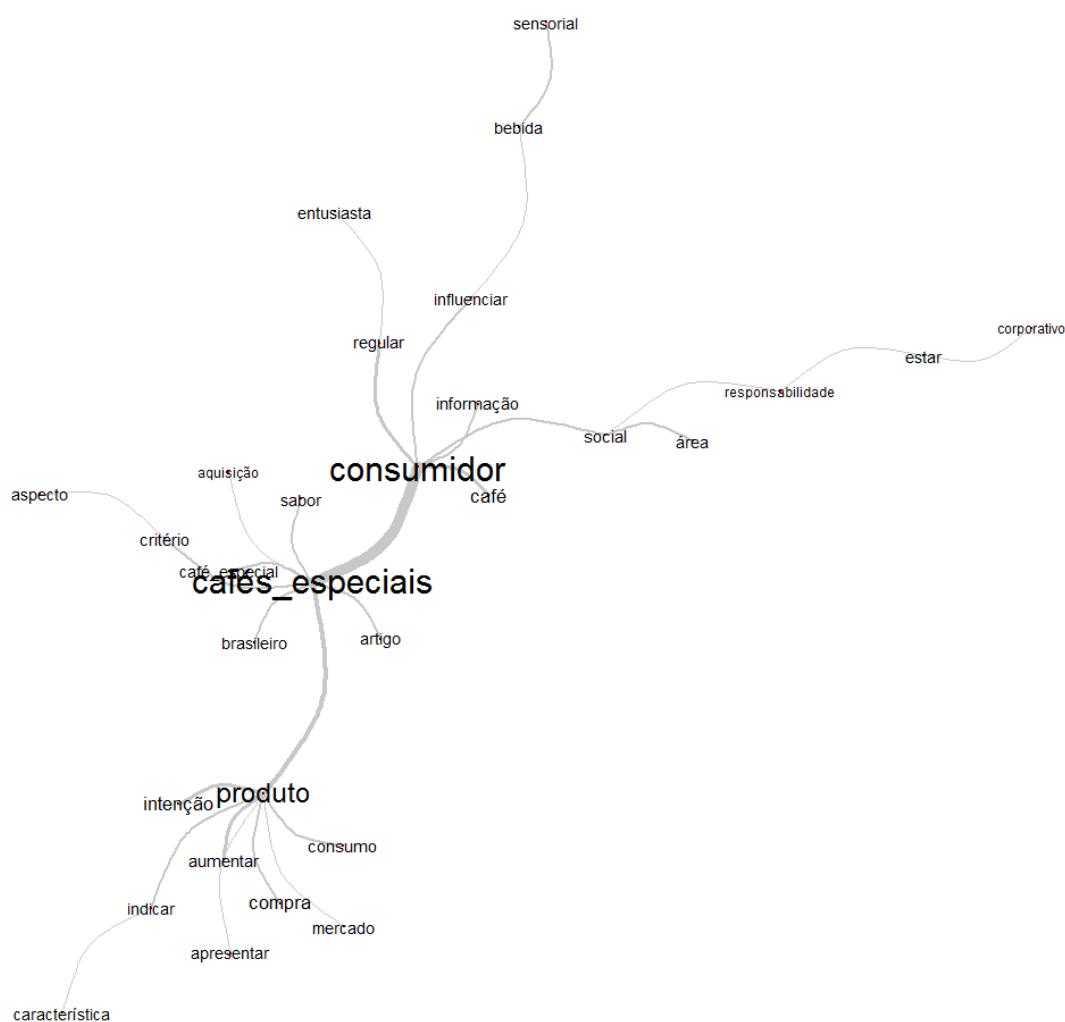 sensorial
bebida
entusiasta
influenciar
corporativo
regular
estar
responsabilidade
informação
social
área
consumidor
aquisição
café
aspecto
sabor
critério
café_especial
cafés_especiais
brasileiro
artigo
produto
intenção
consumo
aumentar
compra
indicar
mercado
apresentar
característica